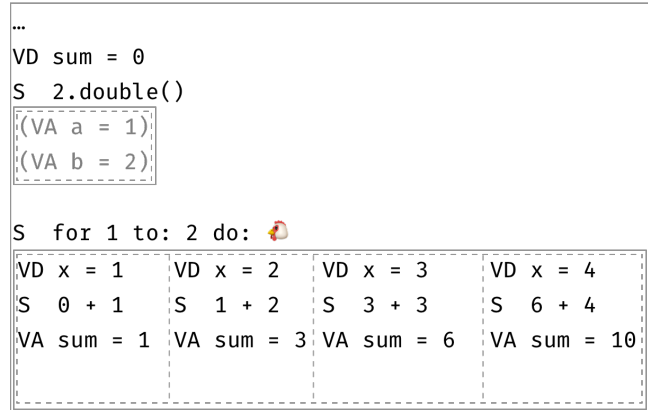 …
VD sum = 0
S 2.double()
(VA a = 1)
(VA b = 2)
S for 1 to: 2 do: 🐔
VD x = 1 VD x = 2 VD x = 3 VD x = 4
S 0 + 1 S 1 + 2 S 3 + 3 S 6 + 4
VA sum = 1 VA sum = 3 VA sum = 6 VA sum = 10